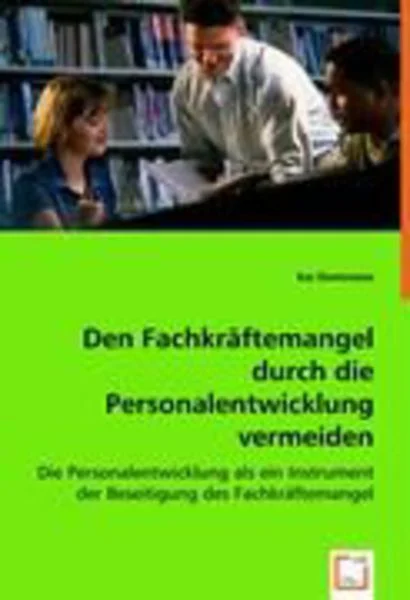 Den Fachkräftemangel
durch die
Personalentwicklung
vermeiden
Die Personalentwicklung als ein Instrument
der Beseitigung des Fachkräftemangel